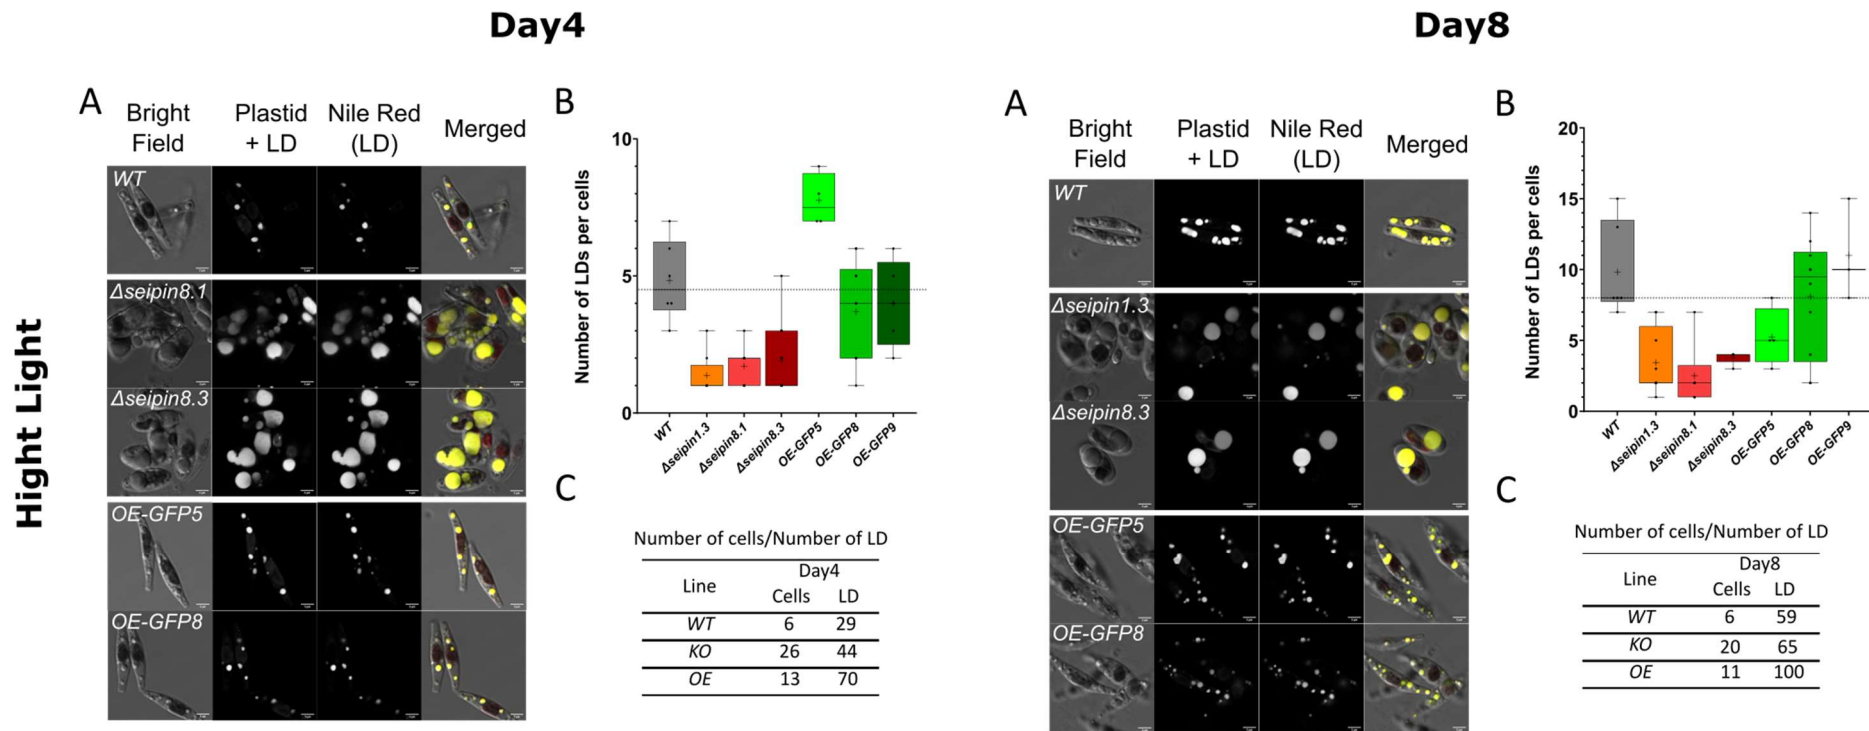 Day4
Day8
Hight Light
A
Bright Field
Plastid + LD
Nile Red (LD)
Merged
WT
Δseipin8.1
Δseipin8.3
OE-GFP5
OE-GFP8
B
Number of LDs per cells
10
5
0
WT
Δseipin1.3
Δseipin8.1
Δseipin8.3
OE-GFP5
OE-GFP8
OE-GFP9
C
Number of cells/Number of LD
Line
Day4
Cells LD
WT 6 29
KO 26 44
OE 13 70
A
Bright Field
Plastid + LD
Nile Red (LD)
Merged
WT
Δseipin1.3
Δseipin8.3
OE-GFP5
OE-GFP8
B
Number of LDs per cells
20
15
10
5
0
WT
Δseipin1.3
Δseipin8.1
Δseipin8.3
OE-GFP5
OE-GFP8
OE-GFP9
C
Number of cells/Number of LD
Line
Day8
Cells LD
WT 6 59
KO 20 65
OE 11 100